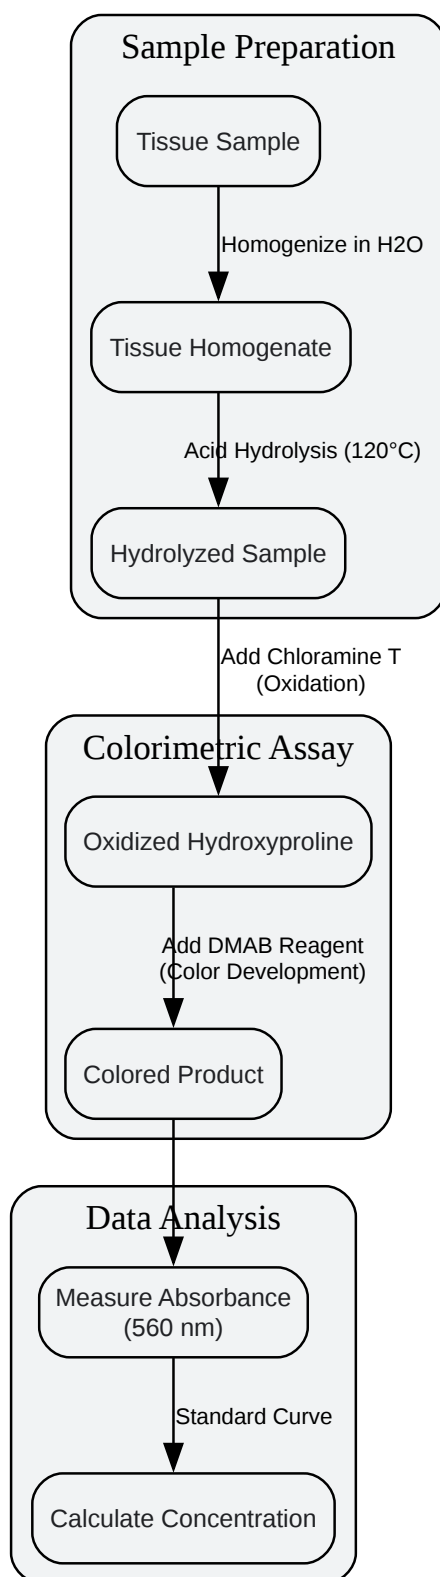 Sample Preparation
Tissue Sample
Homogenize in H2O
Tissue Homogenate
Acid Hydrolysis (120°C)
Hydrolyzed Sample
Add Chloramine T
(Oxidation)
Colorimetric Assay
Oxidized Hydroxyproline
Add DMAB Reagent
(Color Development)
Colored Product
Data Analysis
Measure Absorbance
(560 nm)
Standard Curve
Calculate Concentration